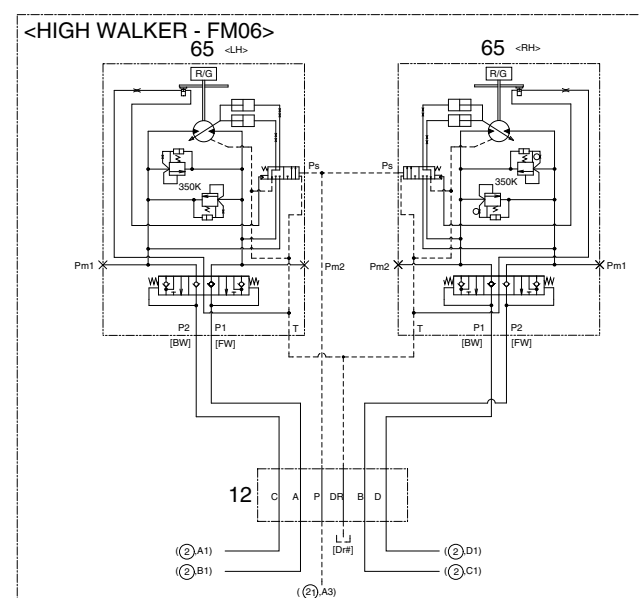 <HIGH WALKER - FM06>
65 <LH>
65 <RH>
R/G
R/G
Ps
Ps
350K
350K
Pm1
Pm2
Pm2
Pm1
P2
P1
T
T
P1
P2
[BW]
[FW]
[BW]
[FW]
12
C A P DR B D
(2,A1)
[Dr#]
(2,D1)
(2,B1)
(2,C1)
(21,A3)